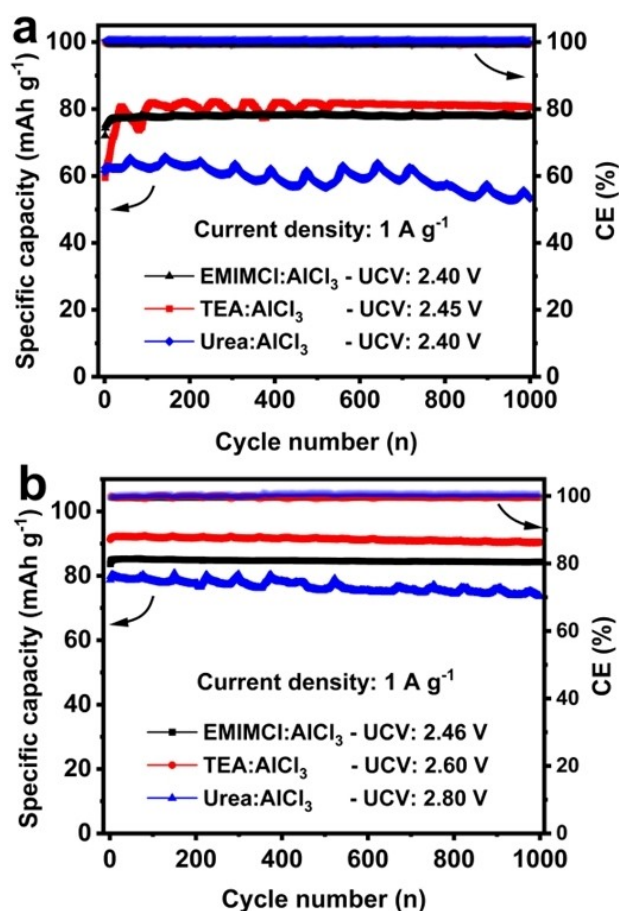 a
Specific capacity (mAh g⁻¹)
100
80
60
40
20
0
100
80
60
40
20
0
CE (%)
Current density: 1 A g⁻¹
EMIMCl:AlCl₃ - UCV: 2.40 V
TEA:AlCl₃ - UCV: 2.45 V
Urea:AlCl₃ - UCV: 2.40 V
0 200 400 600 800 1000
Cycle number (n)
b
Specific capacity (mAh g⁻¹)
100
80
60
40
20
0
100
80
60
40
20
0
CE (%)
Current density: 1 A g⁻¹
EMIMCl:AlCl₃ - UCV: 2.46 V
TEA:AlCl₃ - UCV: 2.60 V
Urea:AlCl₃ - UCV: 2.80 V
0 200 400 600 800 1000
Cycle number (n)